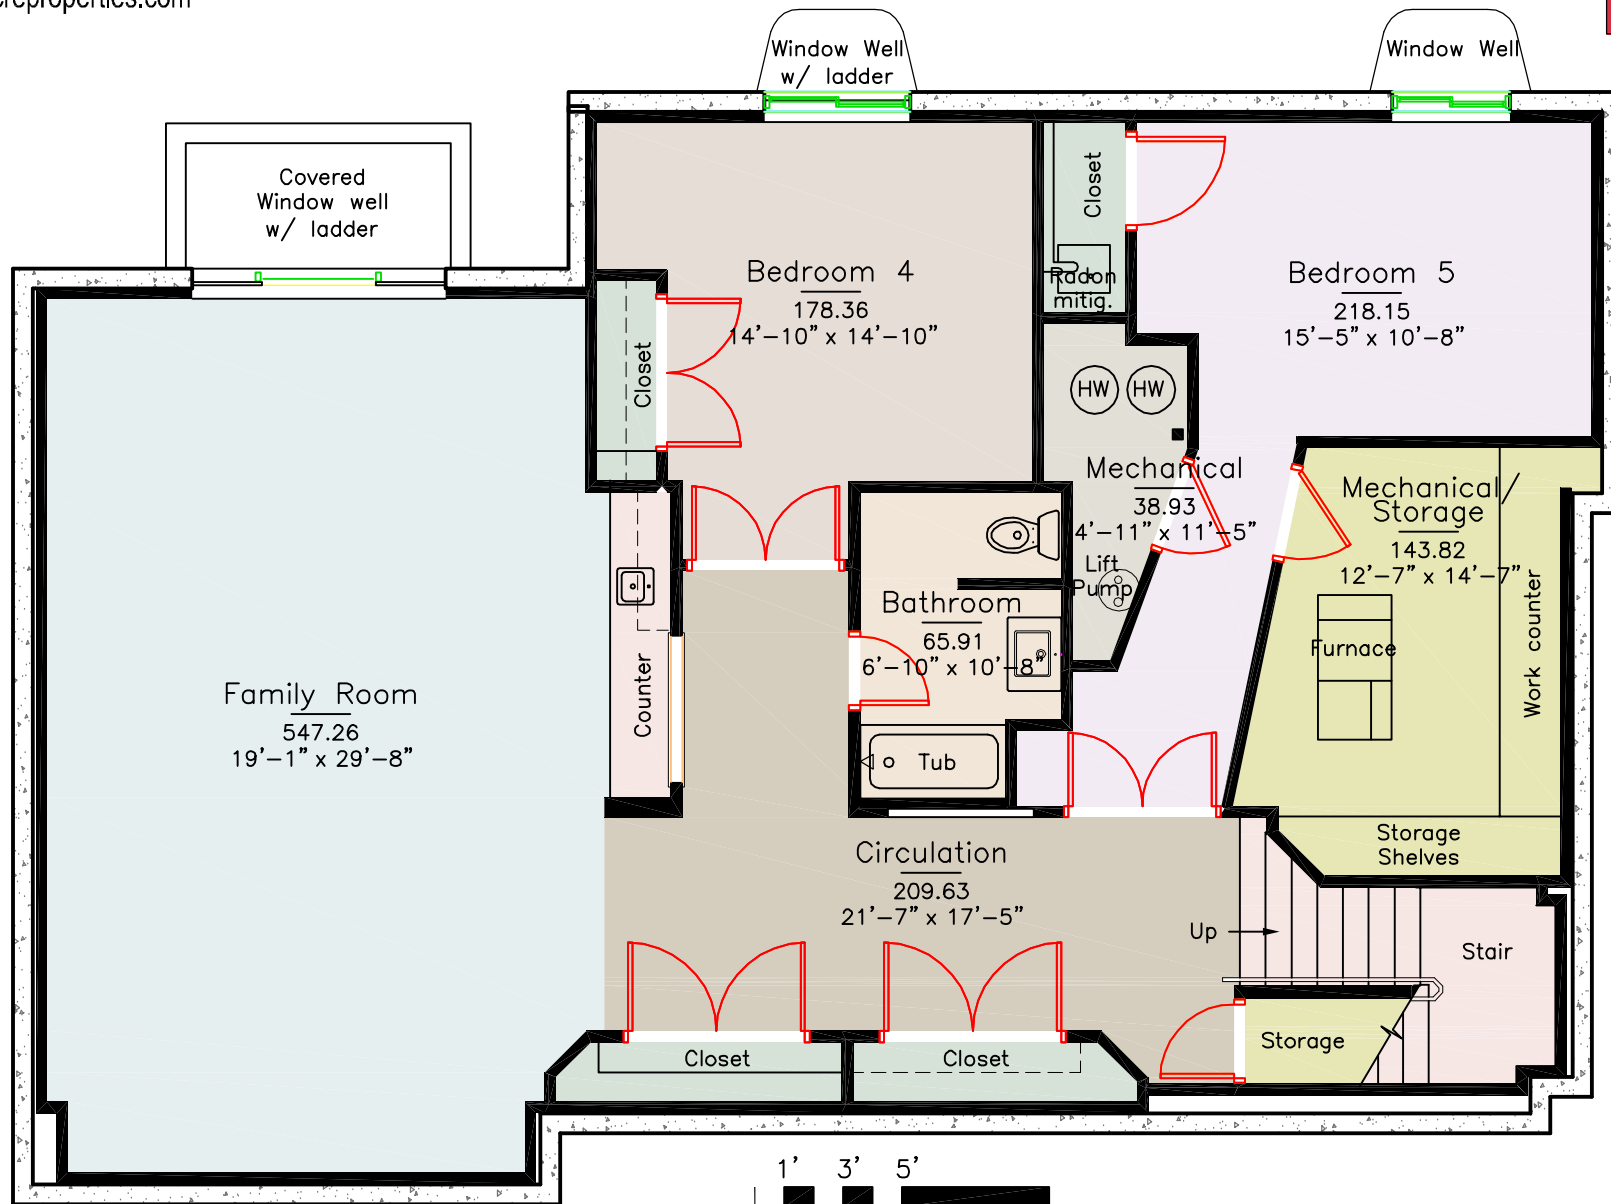 Window Well
w/ ladder
Window Well
Covered
Window well
w/ ladder
Closet
Radon
mitig.
Bedroom 4
178.36
14'-10" x 14'-10"
Bedroom 5
218.15
15'-5" x 10'-8"
Closet
HW
HW
Mechanical
38.93
4'-11" x 11'-5"
Mechanical/
Storage
143.82
12'-7" x 14'-7"
Lift
Pump
Bathroom
65.91
6'-10" x 10'-8"
Furnace
Work counter
Family Room
547.26
19'-1" x 29'-8"
Counter
Tub
Storage
Shelves
Circulation
209.63
21'-7" x 17'-5"
Up
Stair
Storage
Closet
Closet
1' 3' 5'